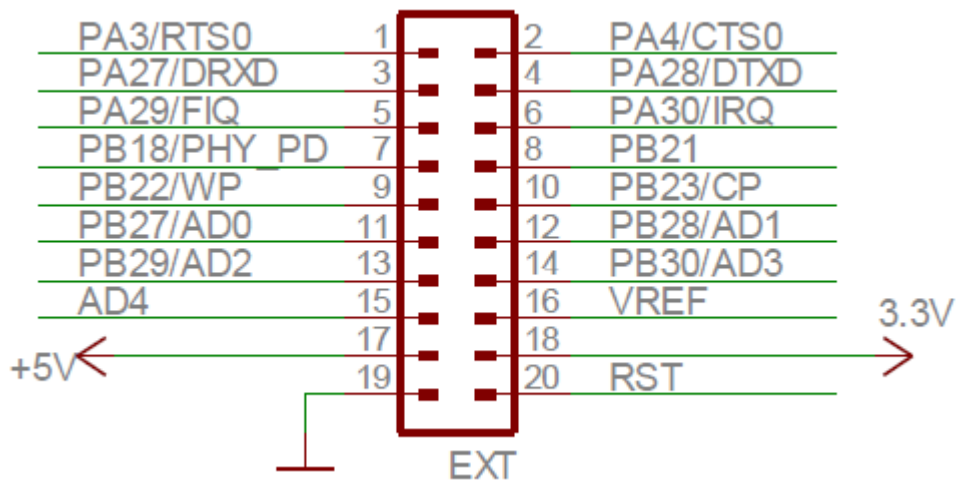 PA3/RTS0 1 2 PA4/CTS0
PA27/DRXD 3 4 PA28/DTXD
PA29/FIQ 5 6 PA30/IRQ
PB18/PHY_PD 7 8 PB21
PB22/WP 9 10 PB23/CP
PB27/AD0 11 12 PB28/AD1
PB29/AD2 13 14 PB30/AD3
AD4 15 16 VREF
+5V 17 18 3.3V
19 20 RST
EXT